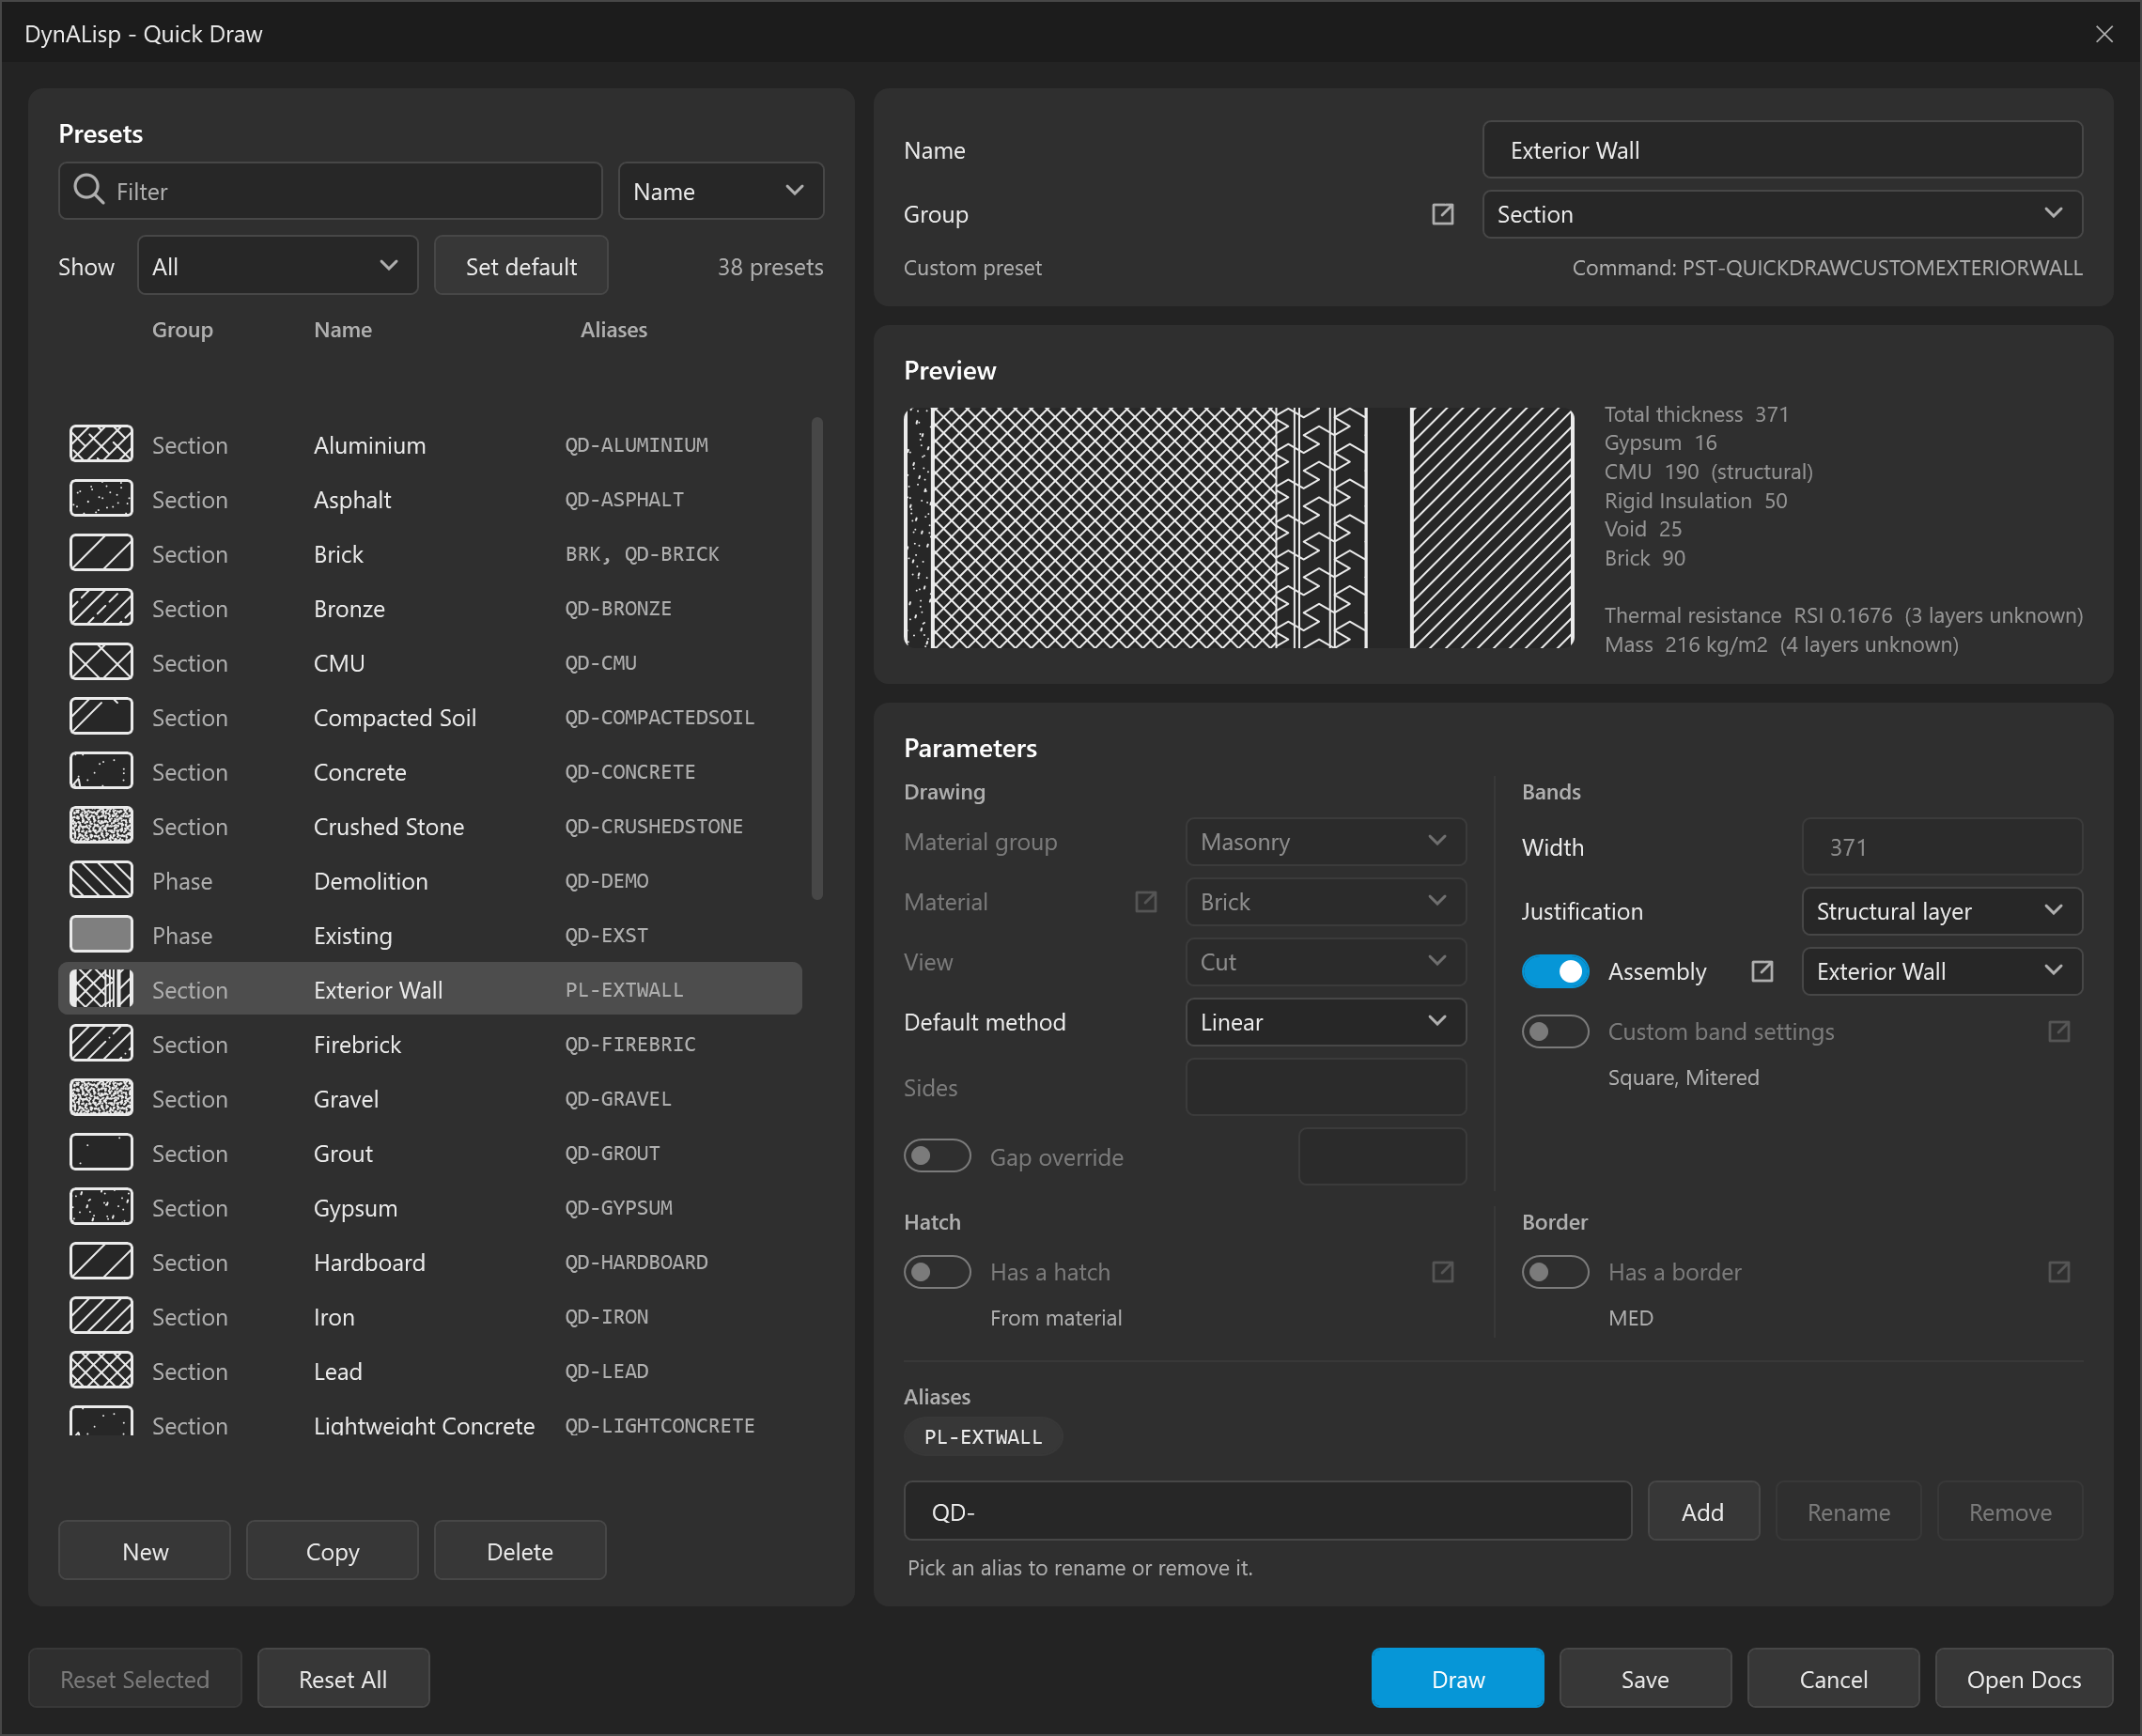 DynALisp - Quick Draw
Presets
Filter
Name
Show
All
Set default
38 presets
Group Name Aliases
Section Aluminium QD-ALUMINIUM
Section Asphalt QD-ASPHALT
Section Brick BRK, QD-BRICK
Section Bronze QD-BRONZE
Section CMU QD-CMU
Section Compacted Soil QD-COMPACTEDSOIL
Section Concrete QD-CONCRETE
Section Crushed Stone QD-CRUSHEDSTONE
Phase Demolition QD-DEMO
Phase Existing QD-EXST
Section Exterior Wall PL-EXTWALL
Section Firebrick QD-FIREBRIC
Section Gravel QD-GRAVEL
Section Grout QD-GROUT
Section Gypsum QD-GYPSUM
Section Hardboard QD-HARDBOARD
Section Iron QD-IRON
Section Lead QD-LEAD
Section Lightweight Concrete QD-LIGHTCONCRETE
New
Copy
Delete
Name
Exterior Wall
Group
Section
Custom preset
Command: PST-QUICKDRAWCUSTOMEXTERIORWALL
Preview
Total thickness 371
Gypsum 16
CMU 190 (structural)
Rigid Insulation 50
Void 25
Brick 90
Thermal resistance RSI 0.1676 (3 layers unknown)
Mass 216 kg/m2 (4 layers unknown)
Parameters
Drawing
Material group
Masonry
Material
Brick
View
Cut
Default method
Linear
Sides
Gap override
Bands
Width
371
Justification
Structural layer
Assembly
Exterior Wall
Custom band settings
Square, Mitered
Hatch
Has a hatch
From material
Border
Has a border
MED
Aliases
PL-EXTWALL
QD-
Add
Rename
Remove
Pick an alias to rename or remove it.
Reset Selected
Reset All
Draw
Save
Cancel
Open Docs